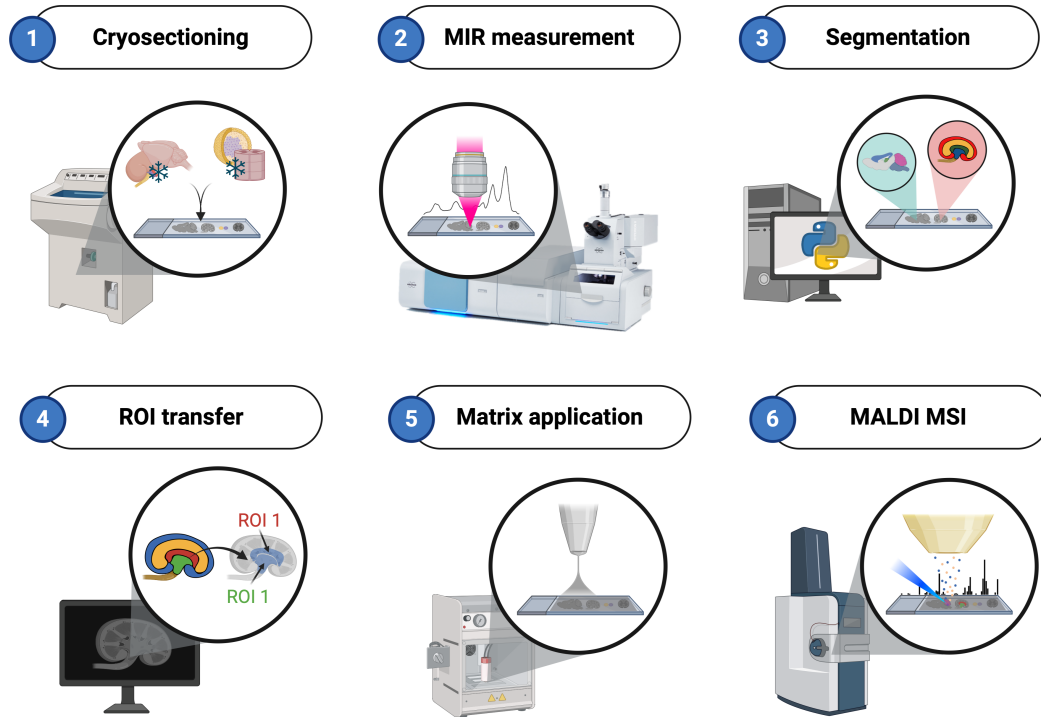 1 Cryosectioning
2 MIR measurement
3 Segmentation
4 ROI transfer
ROI 1
ROI 1
5 Matrix application
6 MALDI MSI